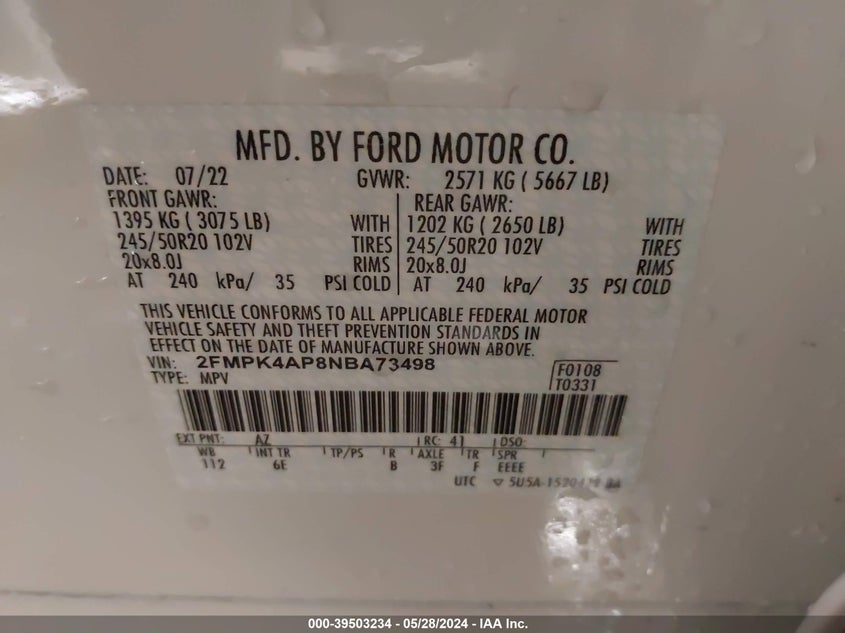 MFD. BY FORD MOTOR CO.
DATE: 07/22 GVWR: 2571 KG ( 5667 LB)
FRONT GAWR: REAR GAWR:
1395 KG ( 3075 LB) WITH 1202 KG ( 2650 LB) WITH
245/50R20 102V TIRES 245/50R20 102V TIRES
20x8.0J RIMS 20x8.0J RIMS
AT 240 kPa/ 35 PSI COLD AT 240 kPa/ 35 PSI COLD
THIS VEHICLE CONFORMS TO ALL APPLICABLE FEDERAL MOTOR
VEHICLE SAFETY AND THEFT PREVENTION STANDARDS IN
EFFECT ON THE DATE OF MANUFACTURE SHOWN ABOVE.
VIN: 2FMPK4AP8NBA73498 F0108
TYPE: MPV T0331
EXT PNT: AZ RC: 41 DSO:
WB INT TR TP/PS R AXLE TR SPR
112 6E B 3F F EEEE
UTC
000-39503234 - 05/28/2024 - IAA Inc.